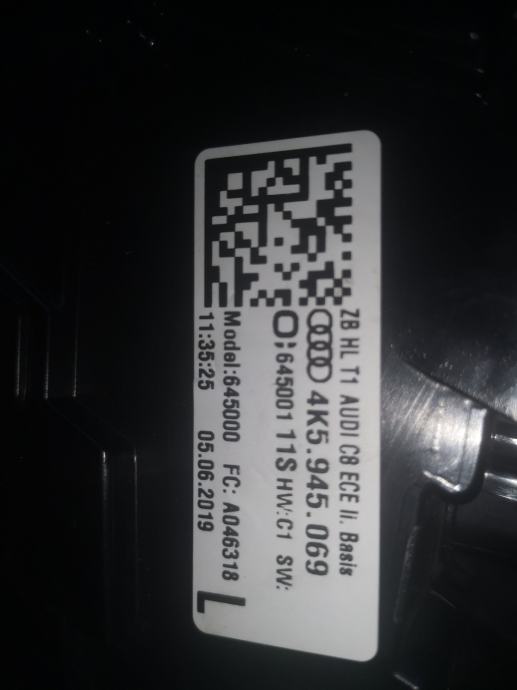 ZB HL T1 AUDI C8 ECE li. Basis
4K5.945.069
O; 645001 11S HW:C1 SW:
Model:645000 FC: A046318
11:35:25 05.06.2019 L